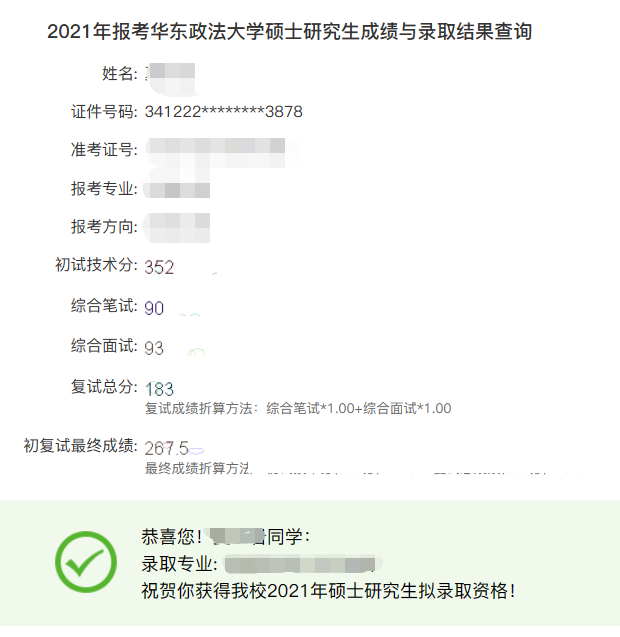 2021年报考华东政法大学硕士研究生成绩与录取结果查询
姓名:
证件号码: 341222********3878
准考证号:
报考专业:
报考方向:
初试技术分: 352
综合笔试: 90
综合面试: 93
复试总分: 183
复试成绩折算方法: 综合笔试*1.00+综合面试*1.00
初复试最终成绩: 267.5
最终成绩折算方法
恭喜您! 同学:
录取专业:
祝贺你获得我校2021年硕士研究生拟录取资格!